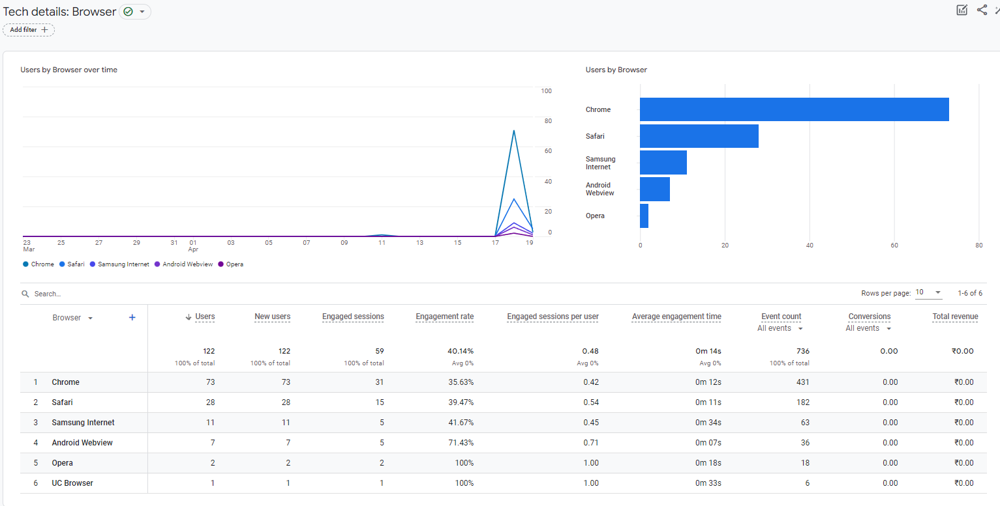 Tech details: Browser
Add filter +
Users by Browser over time
100
80
60
40
20
0
23 Mar
25
27
29
31
01 Apr
03
05
07
09
11
13
15
17
19
Chrome Safari Samsung Internet Android Webview Opera
Users by Browser
Chrome
Safari
Samsung
Internet
Android
Webview
Opera
0 20 40 60 80
Search...
Rows per page: 10 1-6 of 6
Browser + Users New users Engaged sessions Engagement rate Engaged sessions per user Average engagement time Event count Conversions Total revenue
All events All events
122 122 59 40.14% 0.48 0m 14s 736 0.00 ₹0.00
100% of total 100% of total 100% of total Avg 0% Avg 0% Avg 0% 100% of total
1 Chrome 73 73 31 35.63% 0.42 0m 12s 431 0.00 ₹0.00
2 Safari 28 28 15 39.47% 0.54 0m 11s 182 0.00 ₹0.00
3 Samsung Internet 11 11 5 41.67% 0.45 0m 34s 63 0.00 ₹0.00
4 Android Webview 7 7 5 71.43% 0.71 0m 07s 36 0.00 ₹0.00
5 Opera 2 2 2 100% 1.00 0m 18s 18 0.00 ₹0.00
6 UC Browser 1 1 1 100% 1.00 0m 33s 6 0.00 ₹0.00